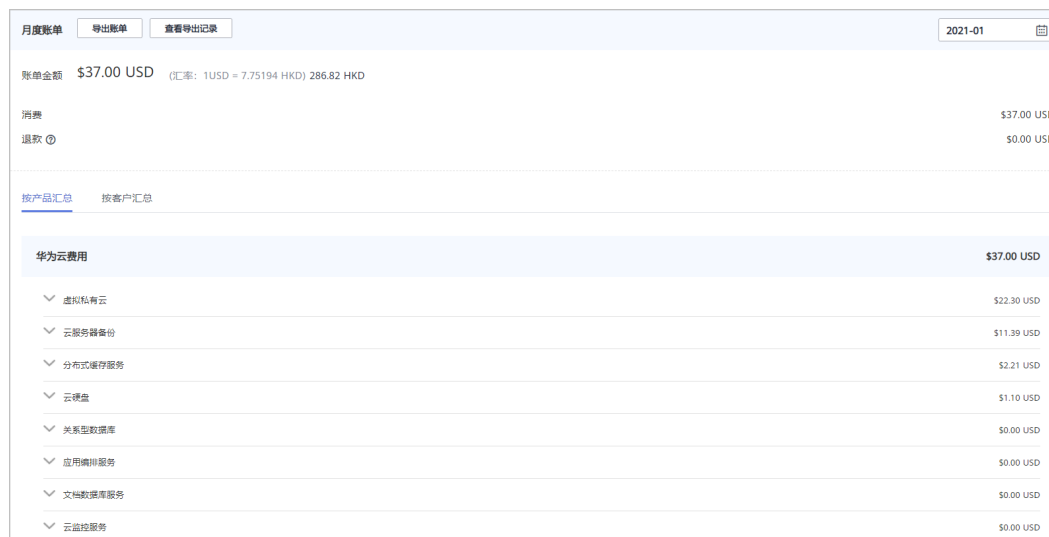 月度账单 导出账单 查看导出记录 2021-01
账单金额 $37.00 USD (汇率：1USD = 7.75194 HKD) 286.82 HKD
消费 $37.00 USD
退款 $0.00 USD
按产品汇总 按客户汇总
华为云费用 $37.00 USD
虚拟私有云 $22.30 USD
云服务器备份 $11.39 USD
分布式缓存服务 $2.21 USD
云硬盘 $1.10 USD
关系型数据库 $0.00 USD
应用编排服务 $0.00 USD
文档数据库服务 $0.00 USD
云监控服务 $0.00 USD